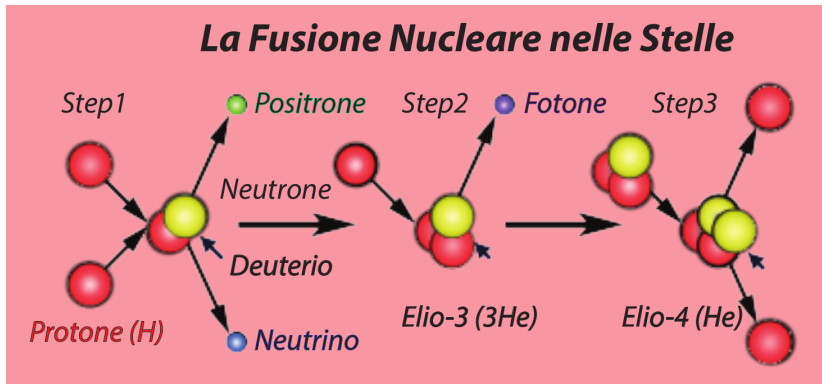 La Fusione Nucleare nelle Stelle
Step1
Positrone
Step2
Fotone
Step3
Neutrone
Deuterio
Protone (H)
Neutrino
Elio-3 (3He)
Elio-4 (He)